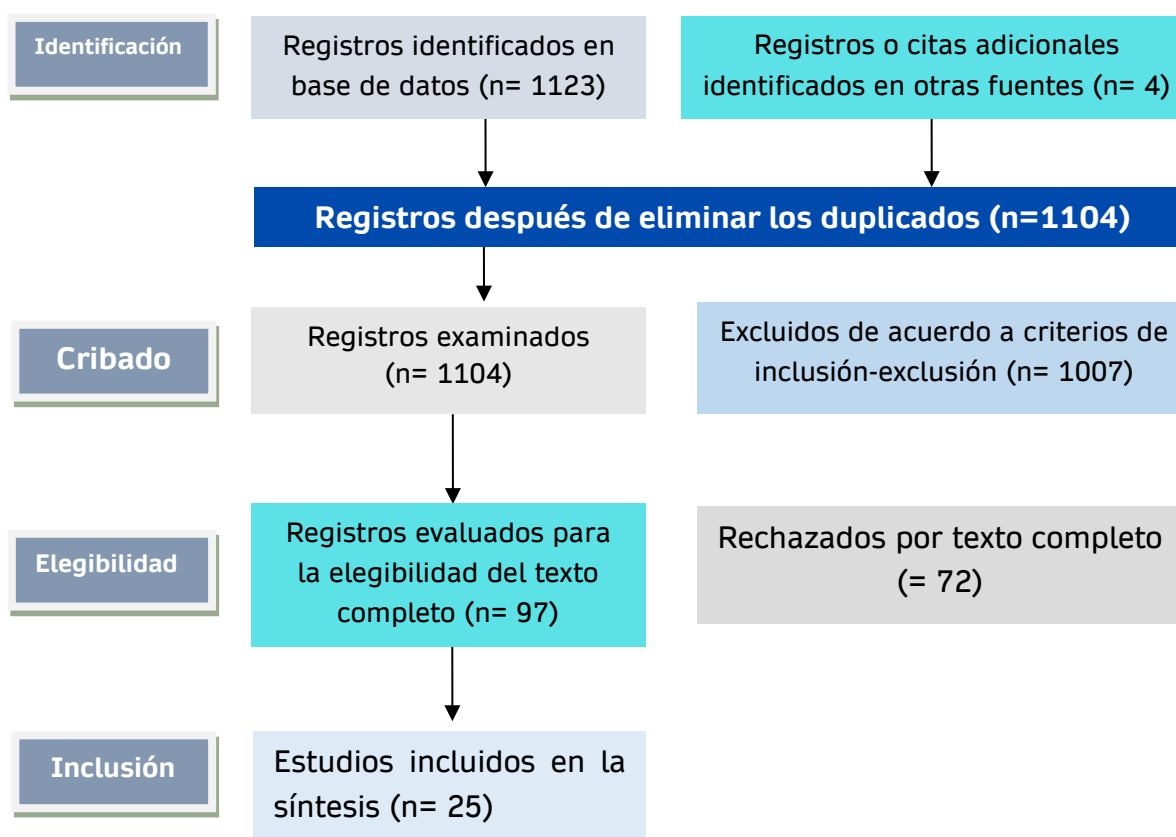 Identificación
Registros identificados en
base de datos (n= 1123)
Registros o citas adicionales
identificados en otras fuentes (n= 4)
Registros después de eliminar los duplicados (n=1104)
Cribado
Registros examinados
(n= 1104)
Excluidos de acuerdo a criterios de
inclusión-exclusión (n= 1007)
Elegibilidad
Registros evaluados para
la elegibilidad del texto
completo (n= 97)
Rechazados por texto completo
(= 72)
Inclusión
Estudios incluidos en la
síntesis (n= 25)